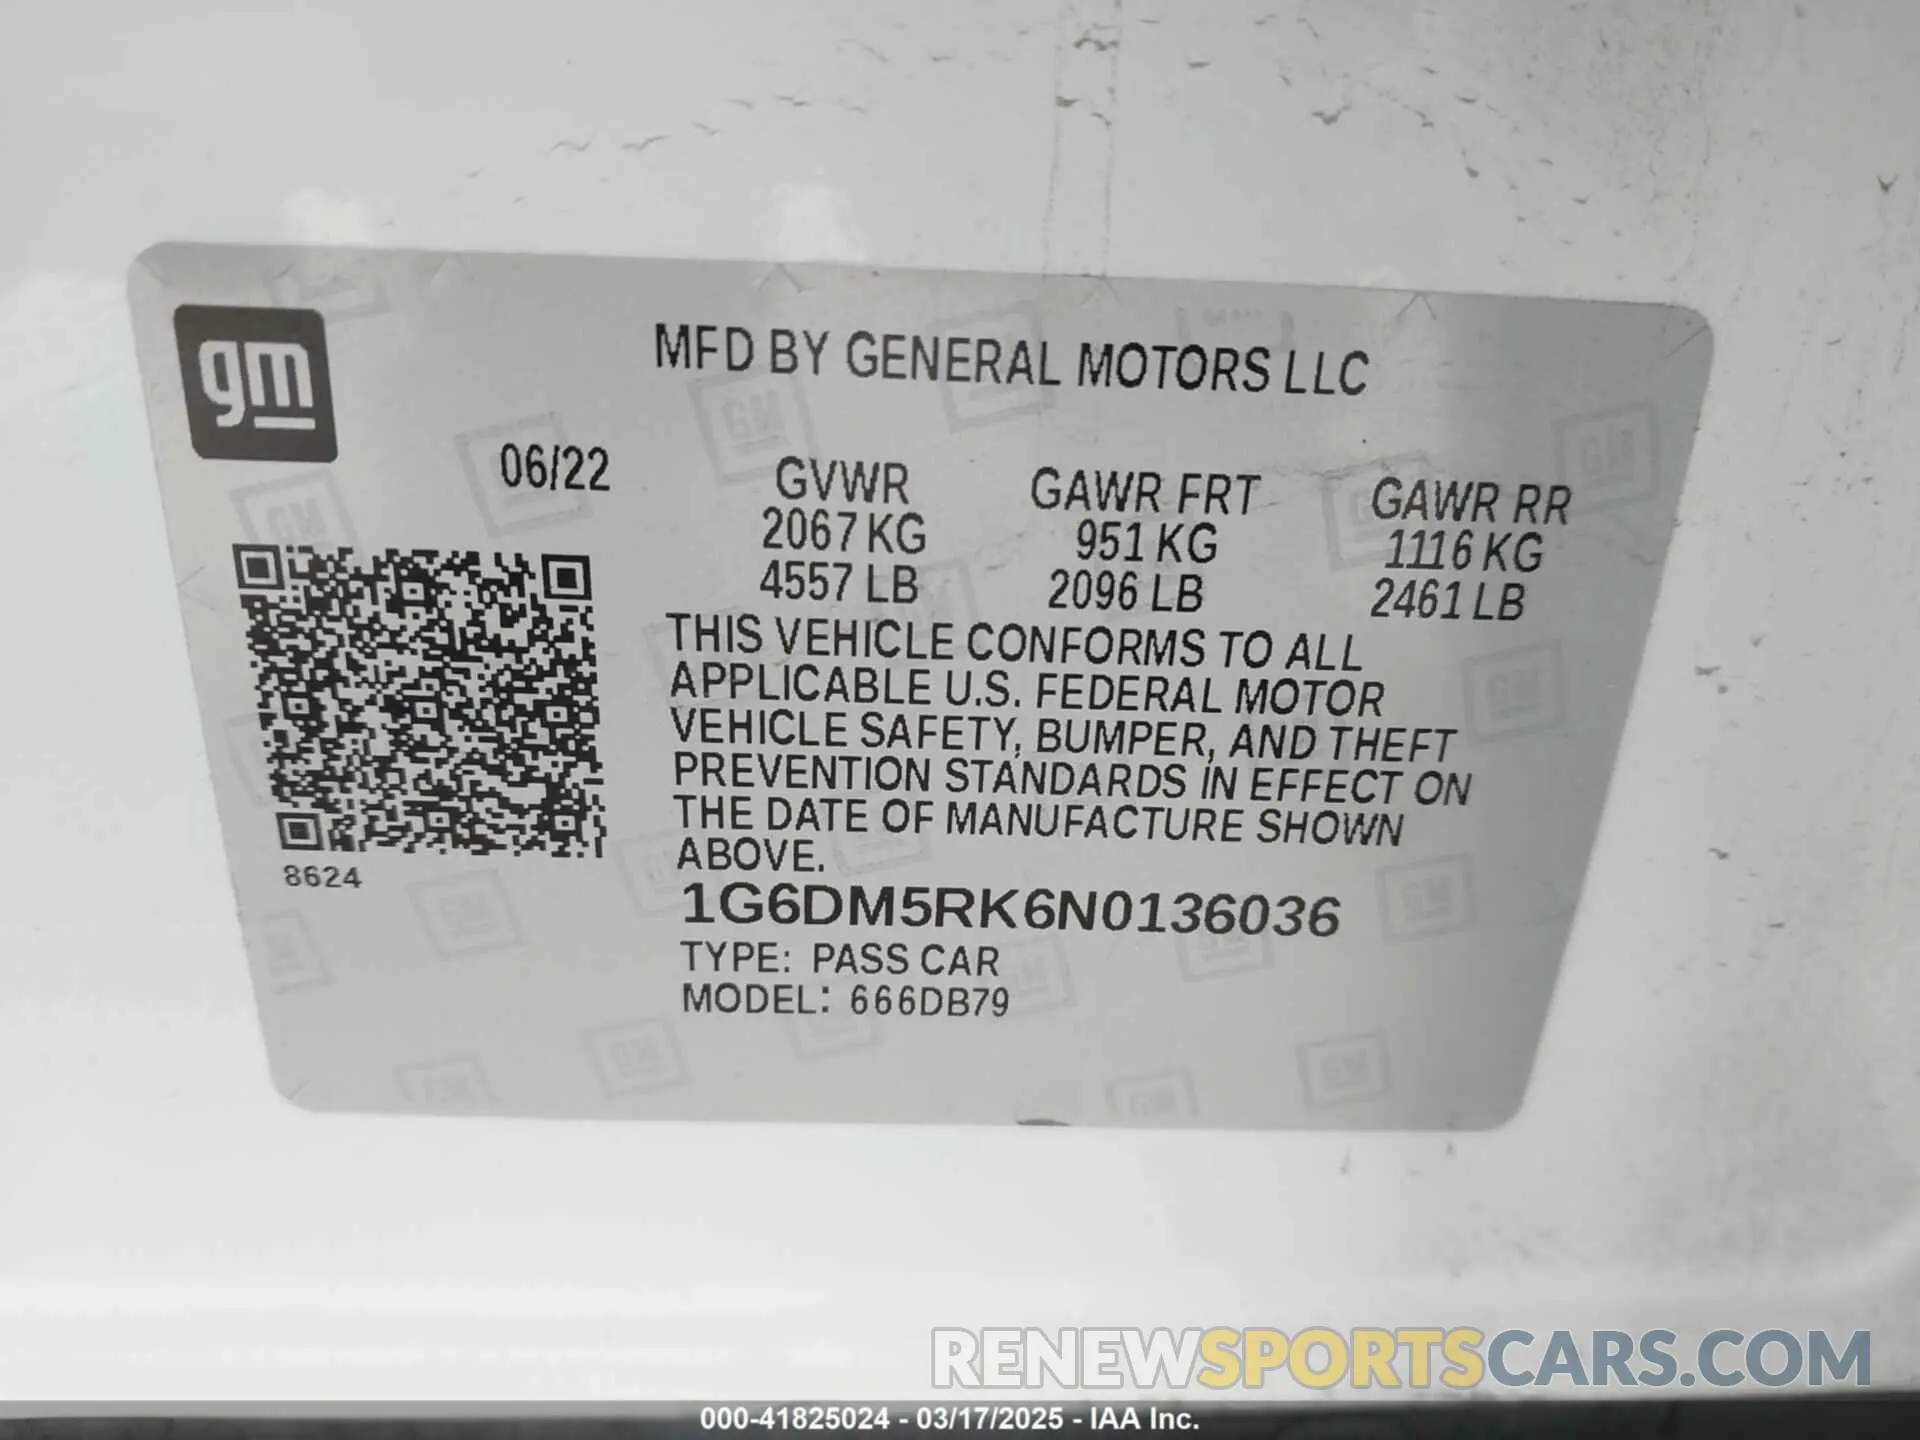 gm
MFD BY GENERAL MOTORS LLC
06/22 GVWR GAWR FRT GAWR RR
2067 KG 951 KG 1116 KG
4557 LB 2096 LB 2461 LB
THIS VEHICLE CONFORMS TO ALL
APPLICABLE U.S. FEDERAL MOTOR
VEHICLE SAFETY, BUMPER, AND THEFT
PREVENTION STANDARDS IN EFFECT ON
THE DATE OF MANUFACTURE SHOWN
ABOVE.
8624
1G6DM5RK6N0136036
TYPE: PASS CAR
MODEL: 666DB79
RENEWSPORTSCARS.COM
000-41825024 - 03/17/2025 - IAA Inc.